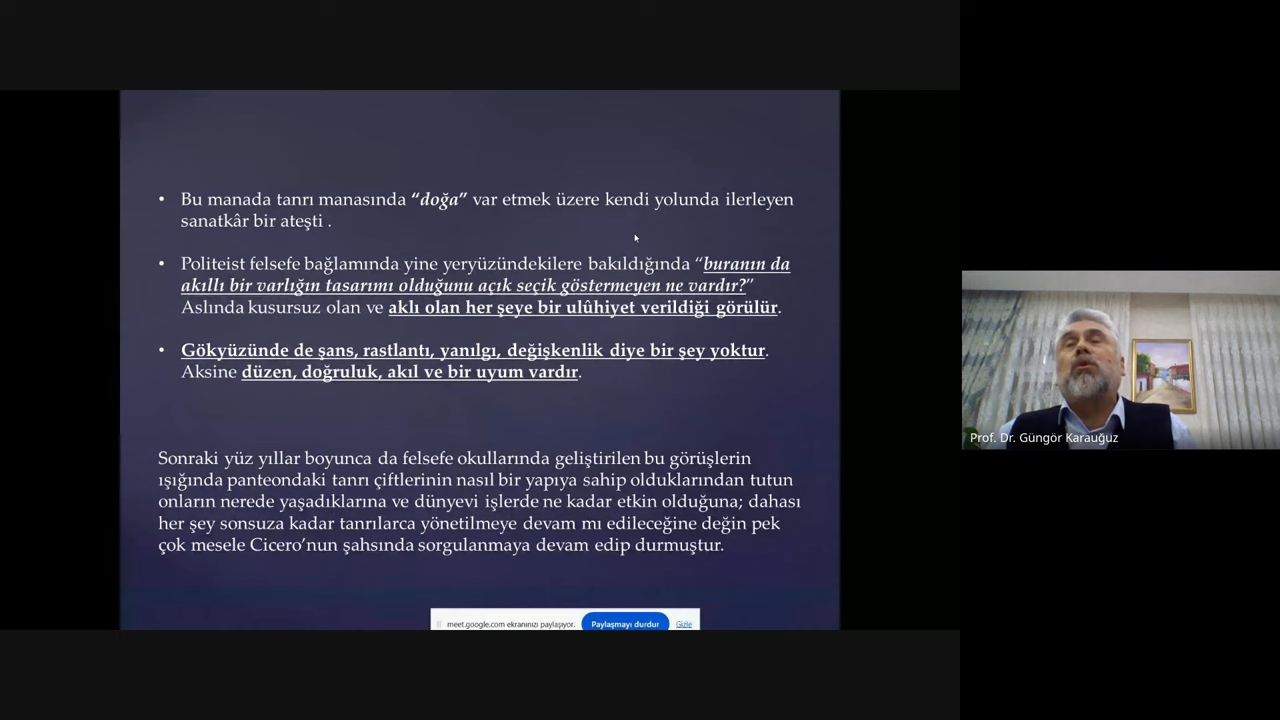 • Bu manada tanrı manasında “doğa” var etmek üzere kendi yolunda ilerleyen
sanatkâr bir ateşti .
• Politeist felsefe bağlamında yine yeryüzündekilere bakıldığında “buranın da
akıllı bir varlığın tasarımı olduğunu açık seçik göstermeyen ne vardır?”
Aslında kusursuz olan ve aklı olan her şeye bir ulûhiyet verildiği görülür.
• Gökyüzünde de şans, rastlantı, yanılgı, değişkenlik diye bir şey yoktur.
Aksine düzen, doğruluk, akıl ve bir uyum vardır.
Sonraki yüz yıllar boyunca da felsefe okullarında geliştirilen bu görüşlerin
ışığında panteondaki tanrı çiftlerinin nasıl bir yapıya sahip olduklarından tutun
onların nerede yaşadıklarına ve dünyevi işlerde ne kadar etkin olduğuna; dahası
her şey sonsuza kadar tanrılarca yönetilmeye devam mı edileceğine değin pek
çok mesele Cicero’nun şahsında sorgulanmaya devam edip durmuştur.
meet.google.com ekranınızı paylaşıyor. Paylaşmayı durdur Gizle
Prof. Dr. Güngör Karauğuz